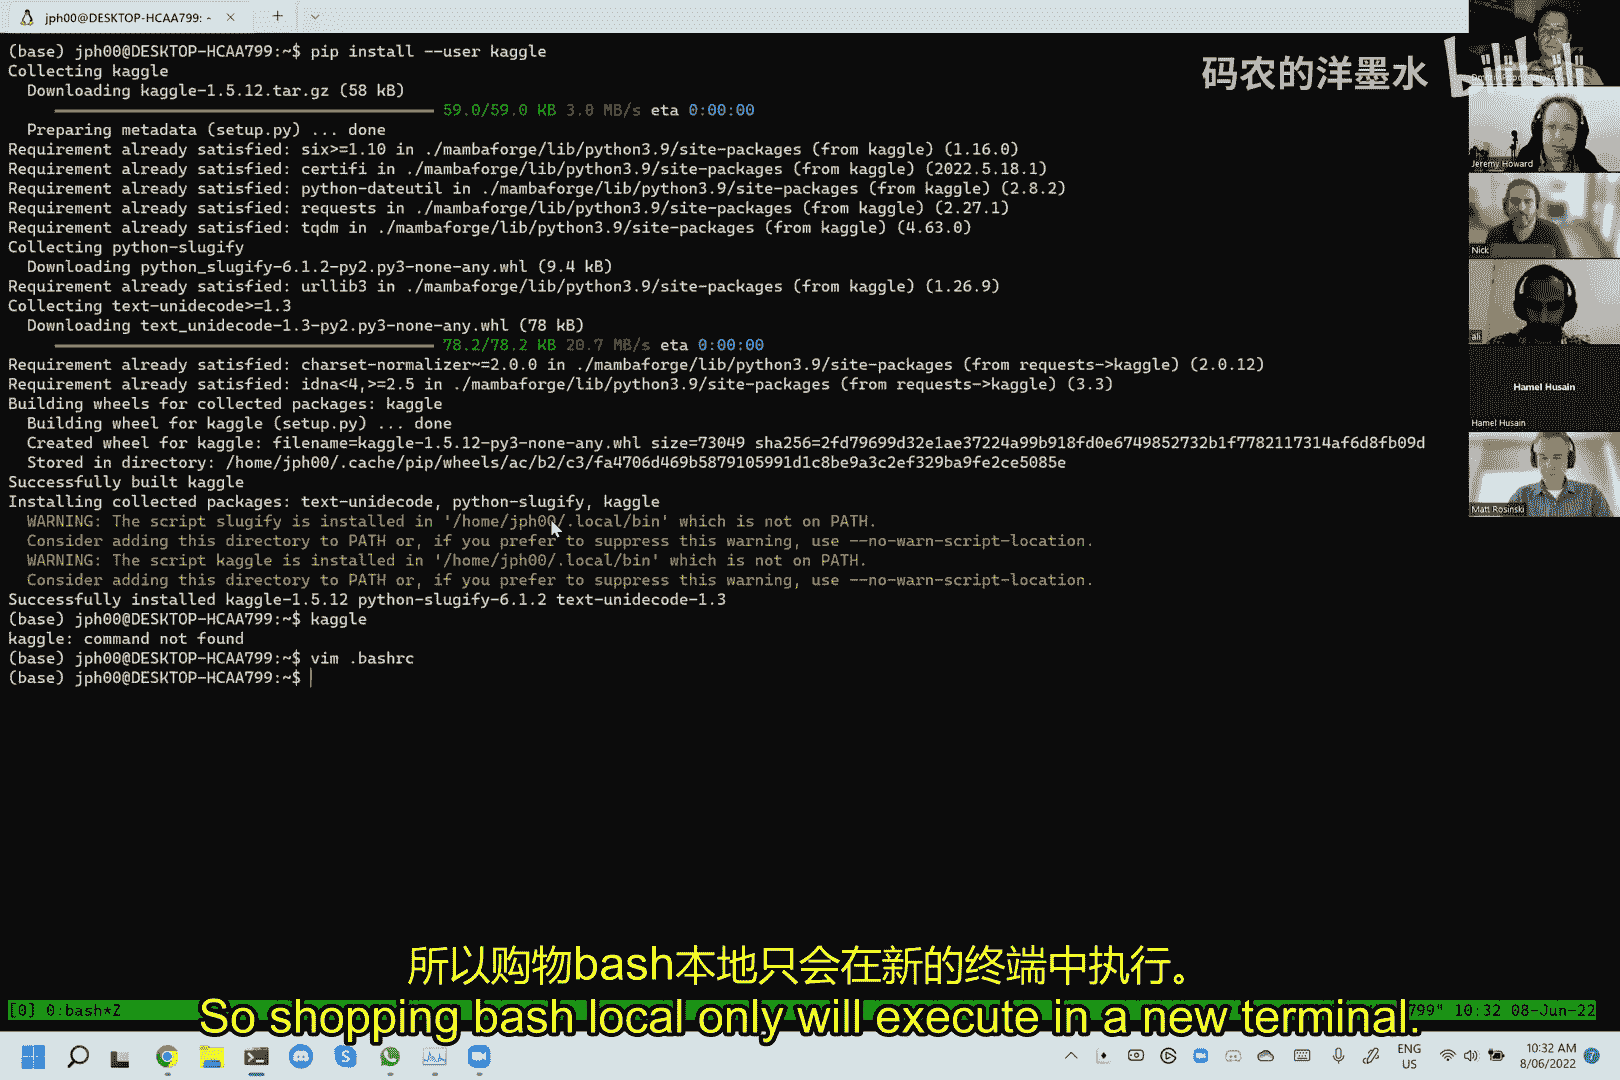 jph00@DESKTOP-HCAA799: ~
(base) jph00@DESKTOP-HCAA799:~$ pip install --user kaggle
Collecting kaggle
Downloading kaggle-1.5.12.tar.gz (58 kB)
59.0/59.0 KB 3.0 MB/s eta 0:00:00
Preparing metadata (setup.py) ... done
Requirement already satisfied: six>=1.10 in ./mambaforge/lib/python3.9/site-packages (from kaggle) (1.16.0)
Requirement already satisfied: certifi in ./mambaforge/lib/python3.9/site-packages (from kaggle) (2022.5.18.1)
Requirement already satisfied: python-dateutil in ./mambaforge/lib/python3.9/site-packages (from kaggle) (2.8.2)
Requirement already satisfied: requests in ./mambaforge/lib/python3.9/site-packages (from kaggle) (2.27.1)
Requirement already satisfied: tqdm in ./mambaforge/lib/python3.9/site-packages (from kaggle) (4.63.0)
Collecting python-slugify
Downloading python_slugify-6.1.2-py2.py3-none-any.whl (9.4 kB)
Requirement already satisfied: urllib3 in ./mambaforge/lib/python3.9/site-packages (from kaggle) (1.26.9)
Collecting text-unidecode>=1.3
Downloading text_unidecode-1.3-py2.py3-none-any.whl (78 kB)
78.2/78.2 KB 20.7 MB/s eta 0:00:00
Requirement already satisfied: charset-normalizer~=2.0.0 in ./mambaforge/lib/python3.9/site-packages (from requests->kaggle) (2.0.12)
Requirement already satisfied: idna<4,>=2.5 in ./mambaforge/lib/python3.9/site-packages (from requests->kaggle) (3.3)
Building wheels for collected packages: kaggle
Building wheel for kaggle (setup.py) ... done
Created wheel for kaggle: filename=kaggle-1.5.12-py3-none-any.whl size=73049 sha256=2fd79699d32e1ae37224a99b918fd0e6749852732b1f7782117314af6d8fb09d
Stored in directory: /home/jph00/.cache/pip/wheels/ac/b2/c3/fa4706d469b5879105991d1c8be9a3c2ef329ba9fe2ce5085e
Successfully built kaggle
Installing collected packages: text-unidecode, python-slugify, kaggle
WARNING: The script slugify is installed in '/home/jph00/.local/bin' which is not on PATH.
Consider adding this directory to PATH or, if you prefer to suppress this warning, use --no-warn-script-location.
WARNING: The script kaggle is installed in '/home/jph00/.local/bin' which is not on PATH.
Consider adding this directory to PATH or, if you prefer to suppress this warning, use --no-warn-script-location.
Successfully installed kaggle-1.5.12 python-slugify-6.1.2 text-unidecode-1.3
(base) jph00@DESKTOP-HCAA799:~$ kaggle
kaggle: command not found
(base) jph00@DESKTOP-HCAA799:~$ vim .bashrc
(base) jph00@DESKTOP-HCAA799:~$
码农的洋墨水 bilibili
Jeremy Howard
Nick
ali
Hamel Husain
Hamel Husain
Matt Rosinski
所以购物bash本地只会在新的终端中执行。
[0] 0:bash*Z
799" 10:32 08-Jun-22
So shopping bash local only will execute in a new terminal.
ENG
US
10:32 AM
8/06/2022